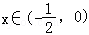 x∈(-1/2, 0)